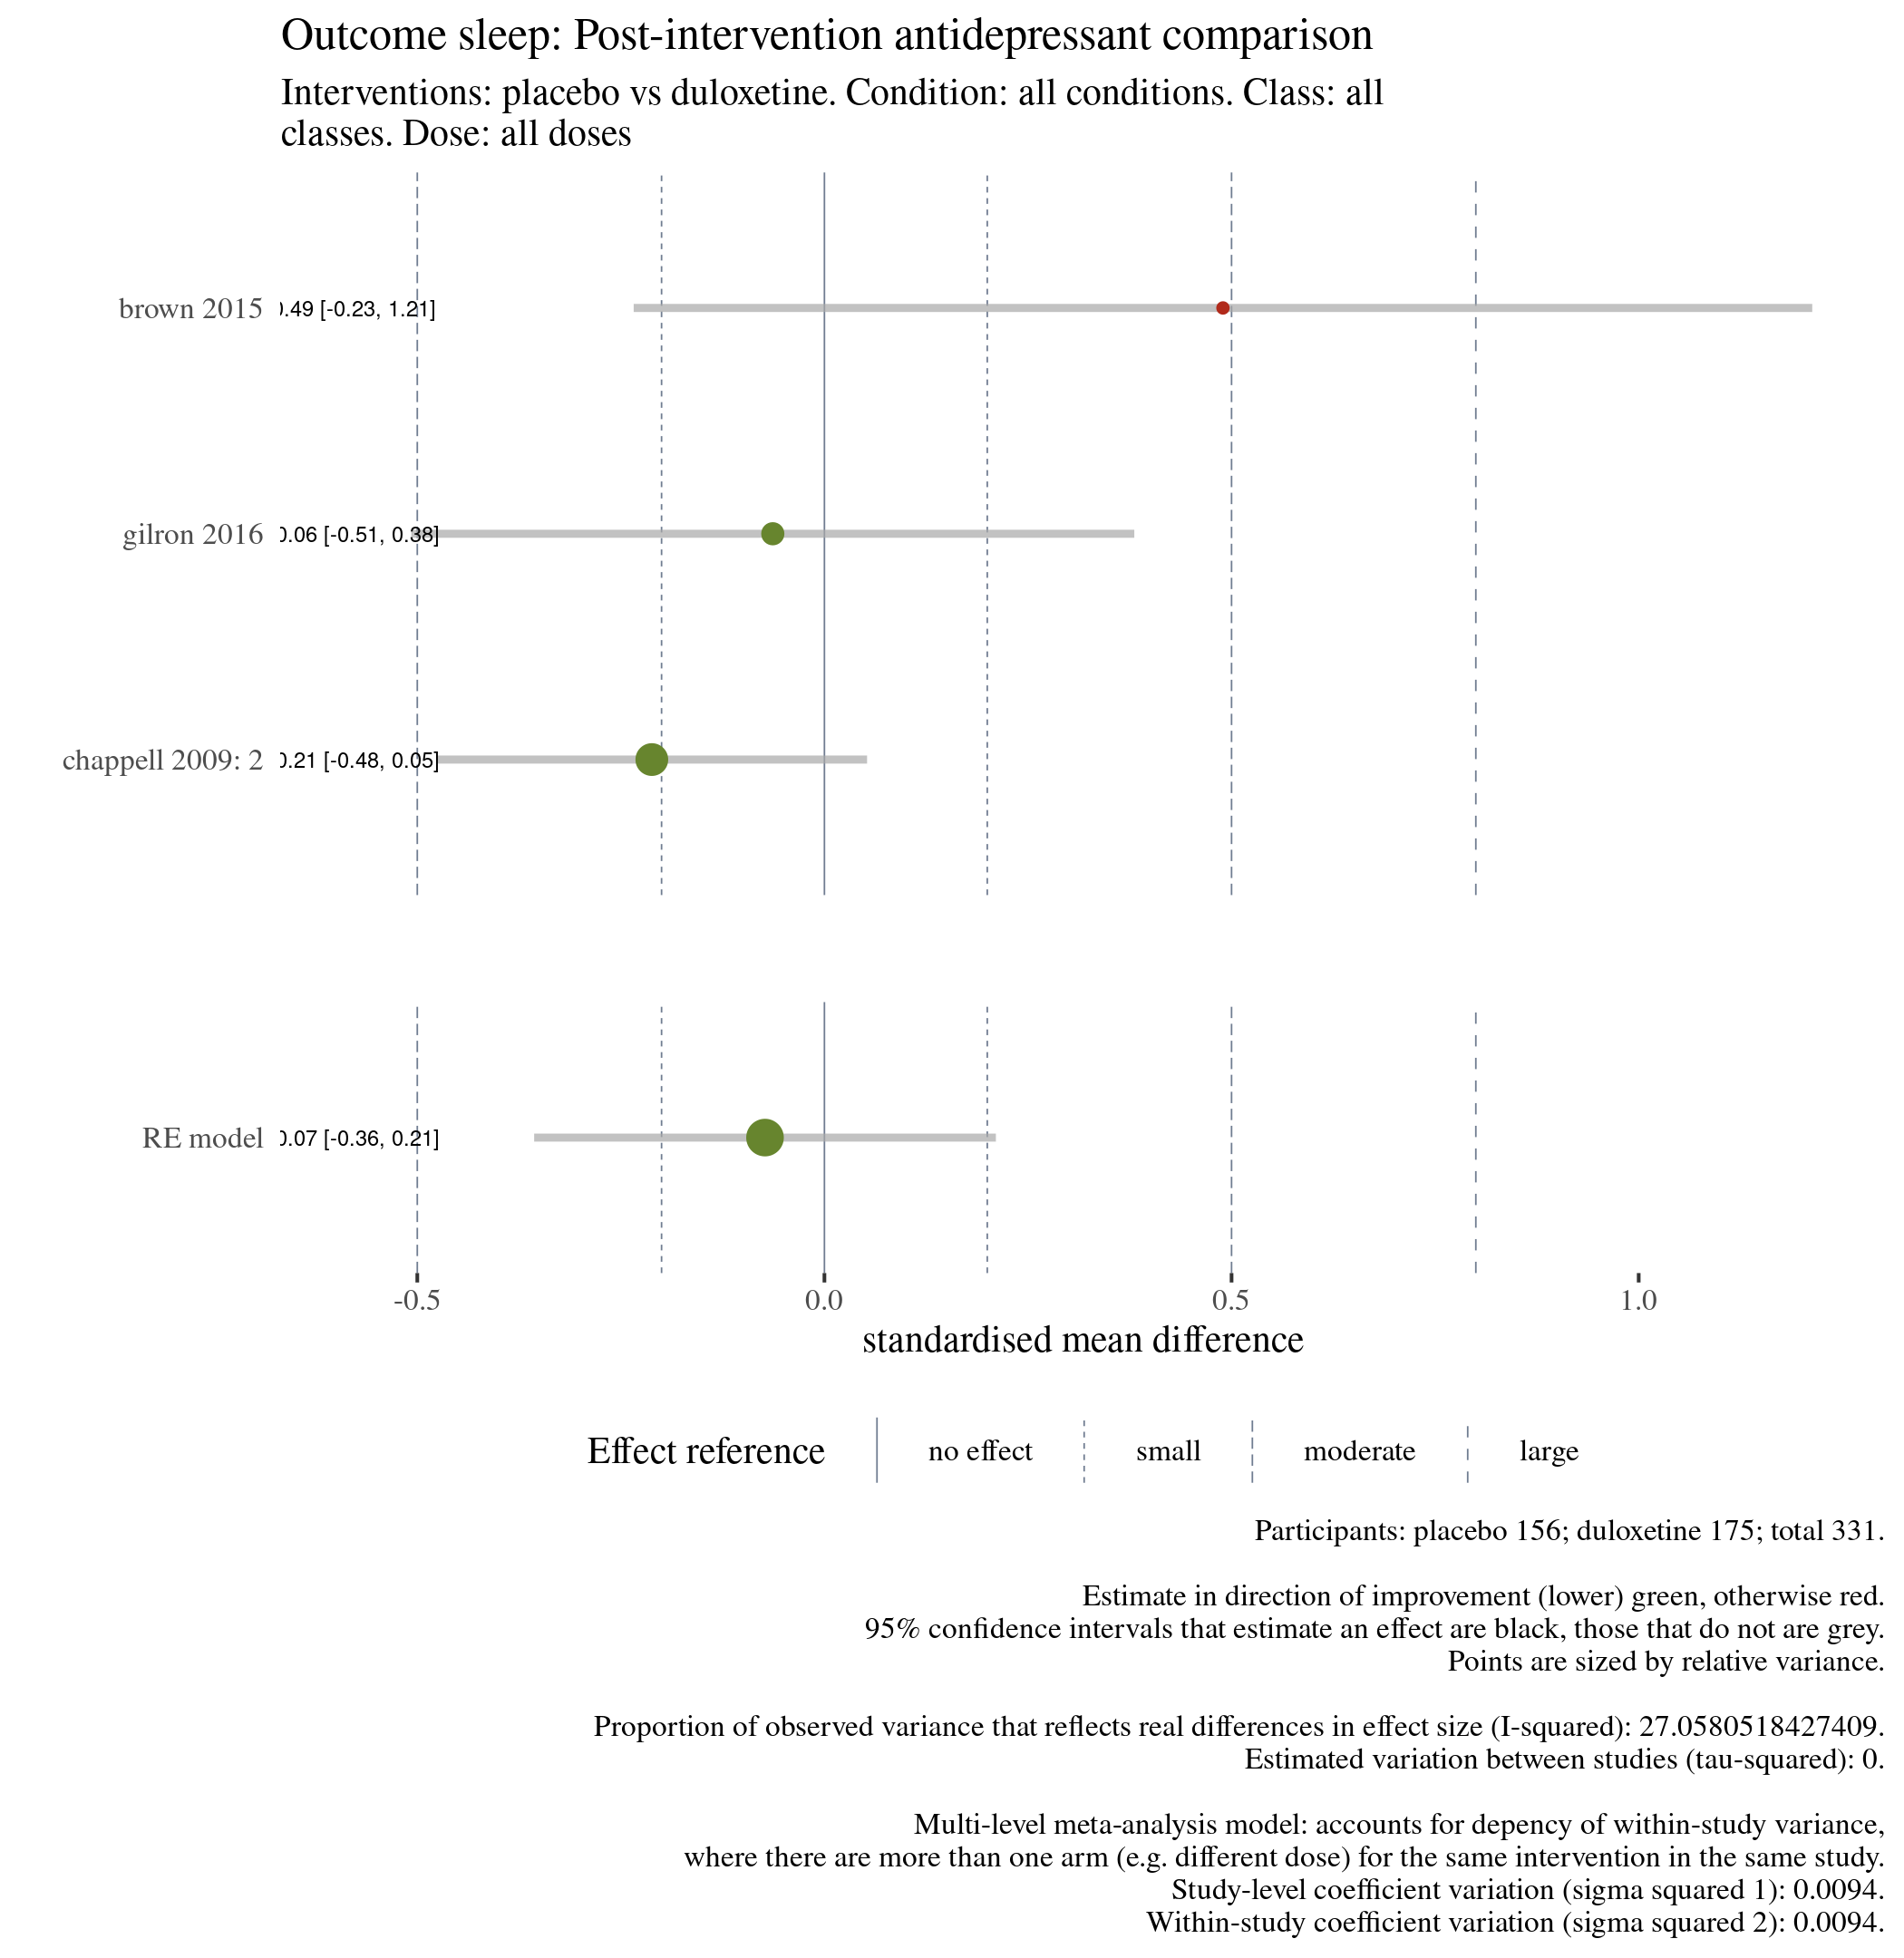 Outcome sleep: Post-intervention antidepressant comparison
Interventions: placebo vs duloxetine. Condition: all conditions. Class: all
classes. Dose: all doses
brown 2015 0.49 [-0.23, 1.21]
gilron 2016 0.06 [-0.51, 0.38]
chappell 2009: 2 0.21 [-0.48, 0.05]
RE model 0.07 [-0.36, 0.21]
-0.5 0.0 0.5 1.0
standardised mean difference
Effect reference no effect small moderate large
Participants: placebo 156; duloxetine 175; total 331.
Estimate in direction of improvement (lower) green, otherwise red.
95% confidence intervals that estimate an effect are black, those that do not are grey.
Points are sized by relative variance.
Proportion of observed variance that reflects real differences in effect size (I-squared): 27.0580518427409.
Estimated variation between studies (tau-squared): 0.
Multi-level meta-analysis model: accounts for depency of within-study variance,
where there are more than one arm (e.g. different dose) for the same intervention in the same study.
Study-level coefficient variation (sigma squared 1): 0.0094.
Within-study coefficient variation (sigma squared 2): 0.0094.